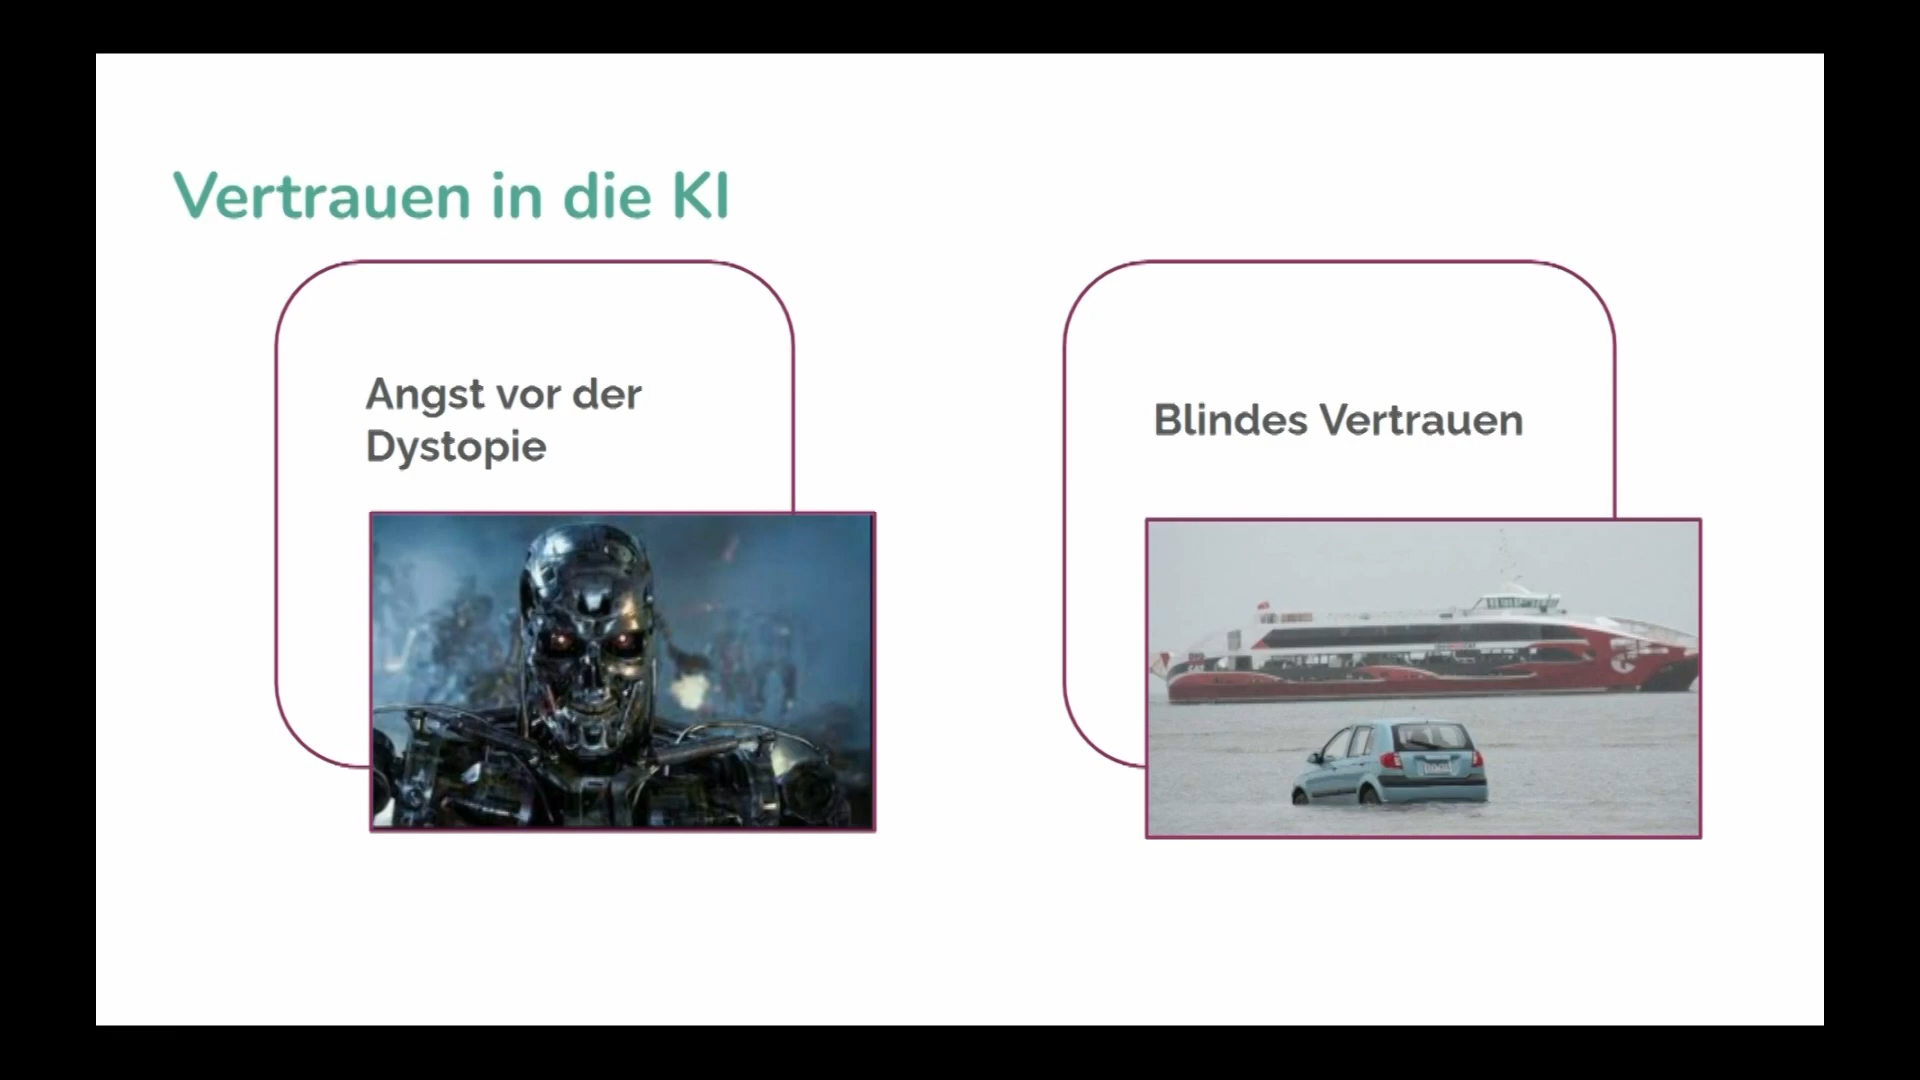 Vertrauen in die KI
Angst vor der
Dystopie
Blindes Vertrauen